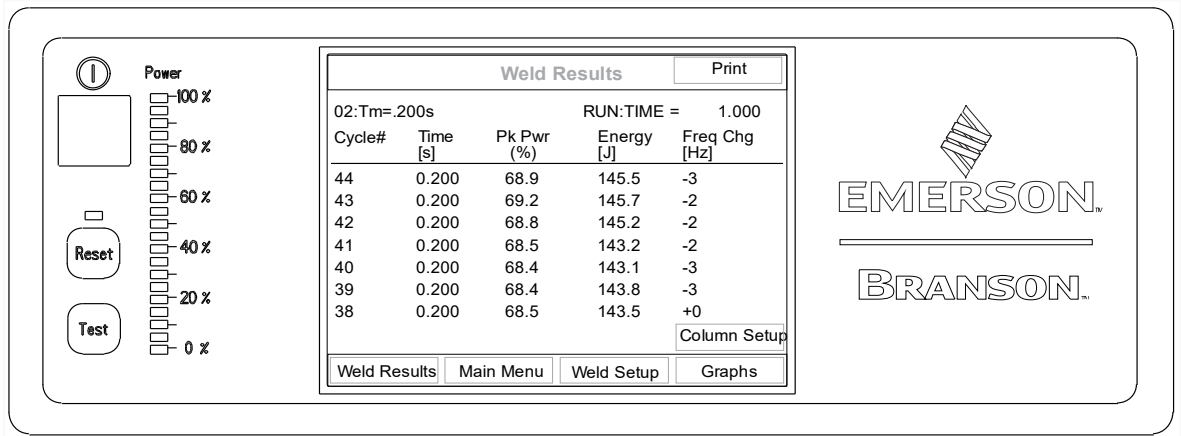 Power
100 %
80 %
60 %
40 %
20 %
0 %
Reset
Test
Weld Results
Print
02:Tm=.200s RUN:TIME = 1.000
Cycle# Time [s] Pk Pwr (%) Energy [J] Freq Chg [Hz]
44 0.200 68.9 145.5 -3
43 0.200 69.2 145.7 -2
42 0.200 68.8 145.2 -2
41 0.200 68.5 143.2 -2
40 0.200 68.4 143.1 -3
39 0.200 68.4 143.8 -3
38 0.200 68.5 143.5 +0
Column Setup
Weld Results Main Menu Weld Setup Graphs
EMERSON™
BRANSON™